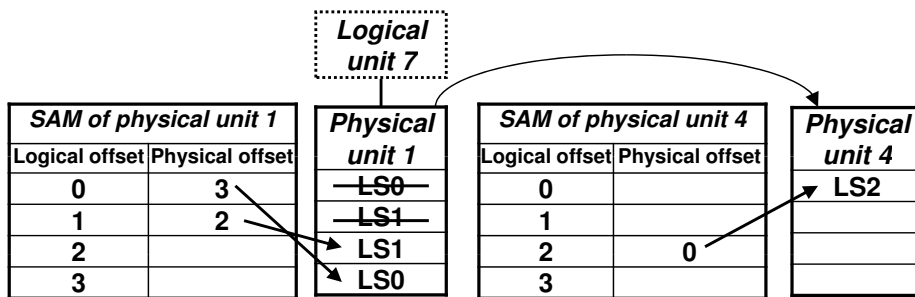 Logical
unit 7
SAM of physical unit 1
Logical offset Physical offset
0 3
1 2
2
3
Physical
unit 1
LS0
LS1
LS1
LS0
SAM of physical unit 4
Logical offset Physical offset
0
1
2 0
3
Physical
unit 4
LS2